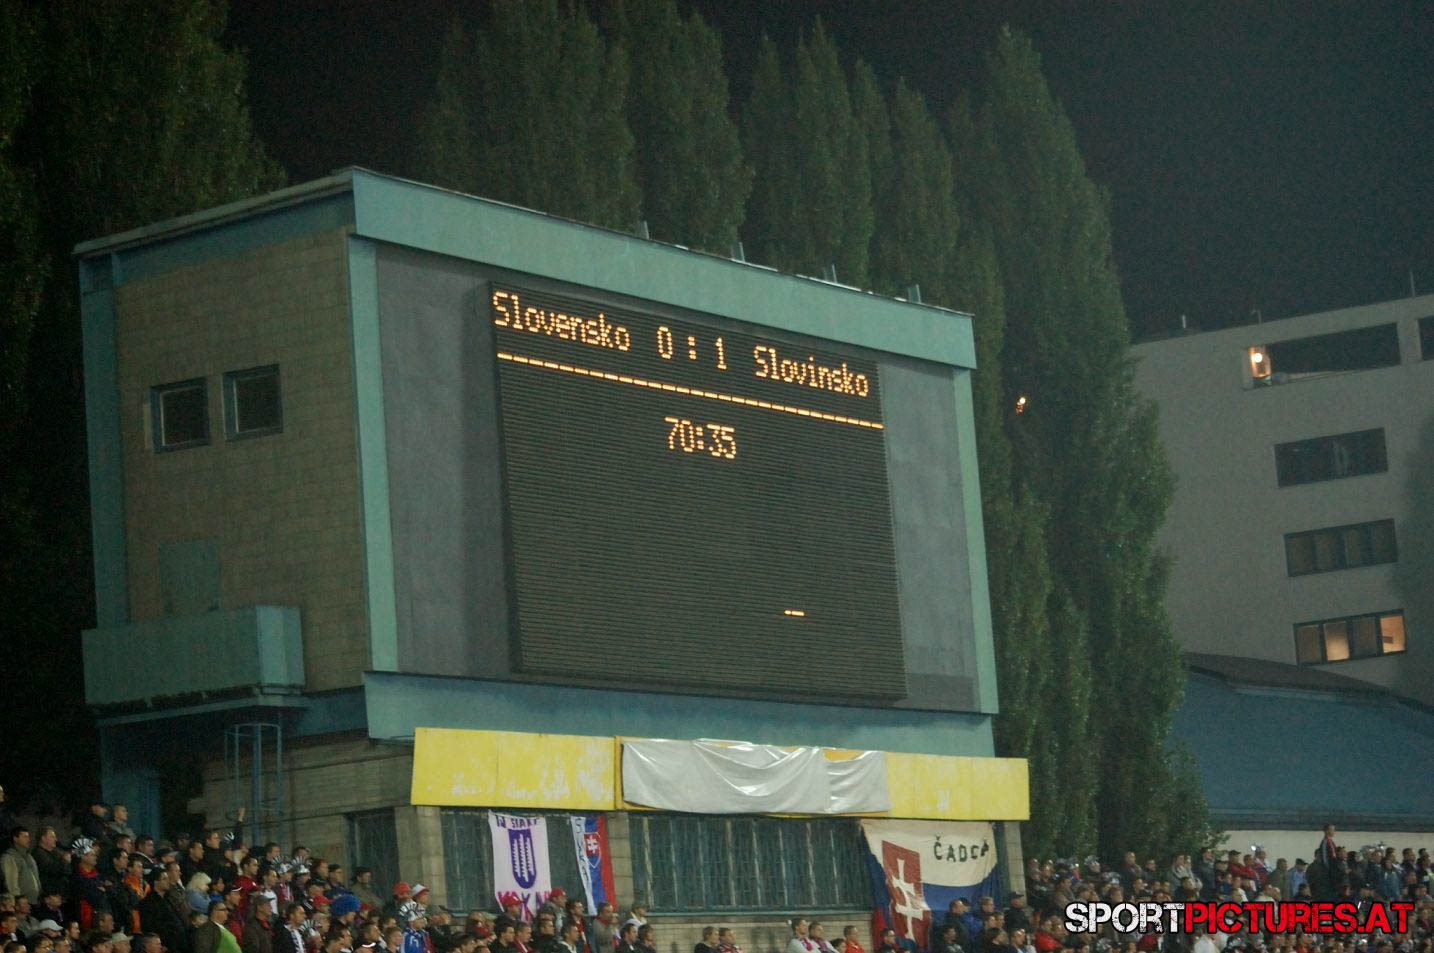 Slovensko 0 : 1 Slovinsko
70:35
ČADCA
SPORTPICTURES.AT